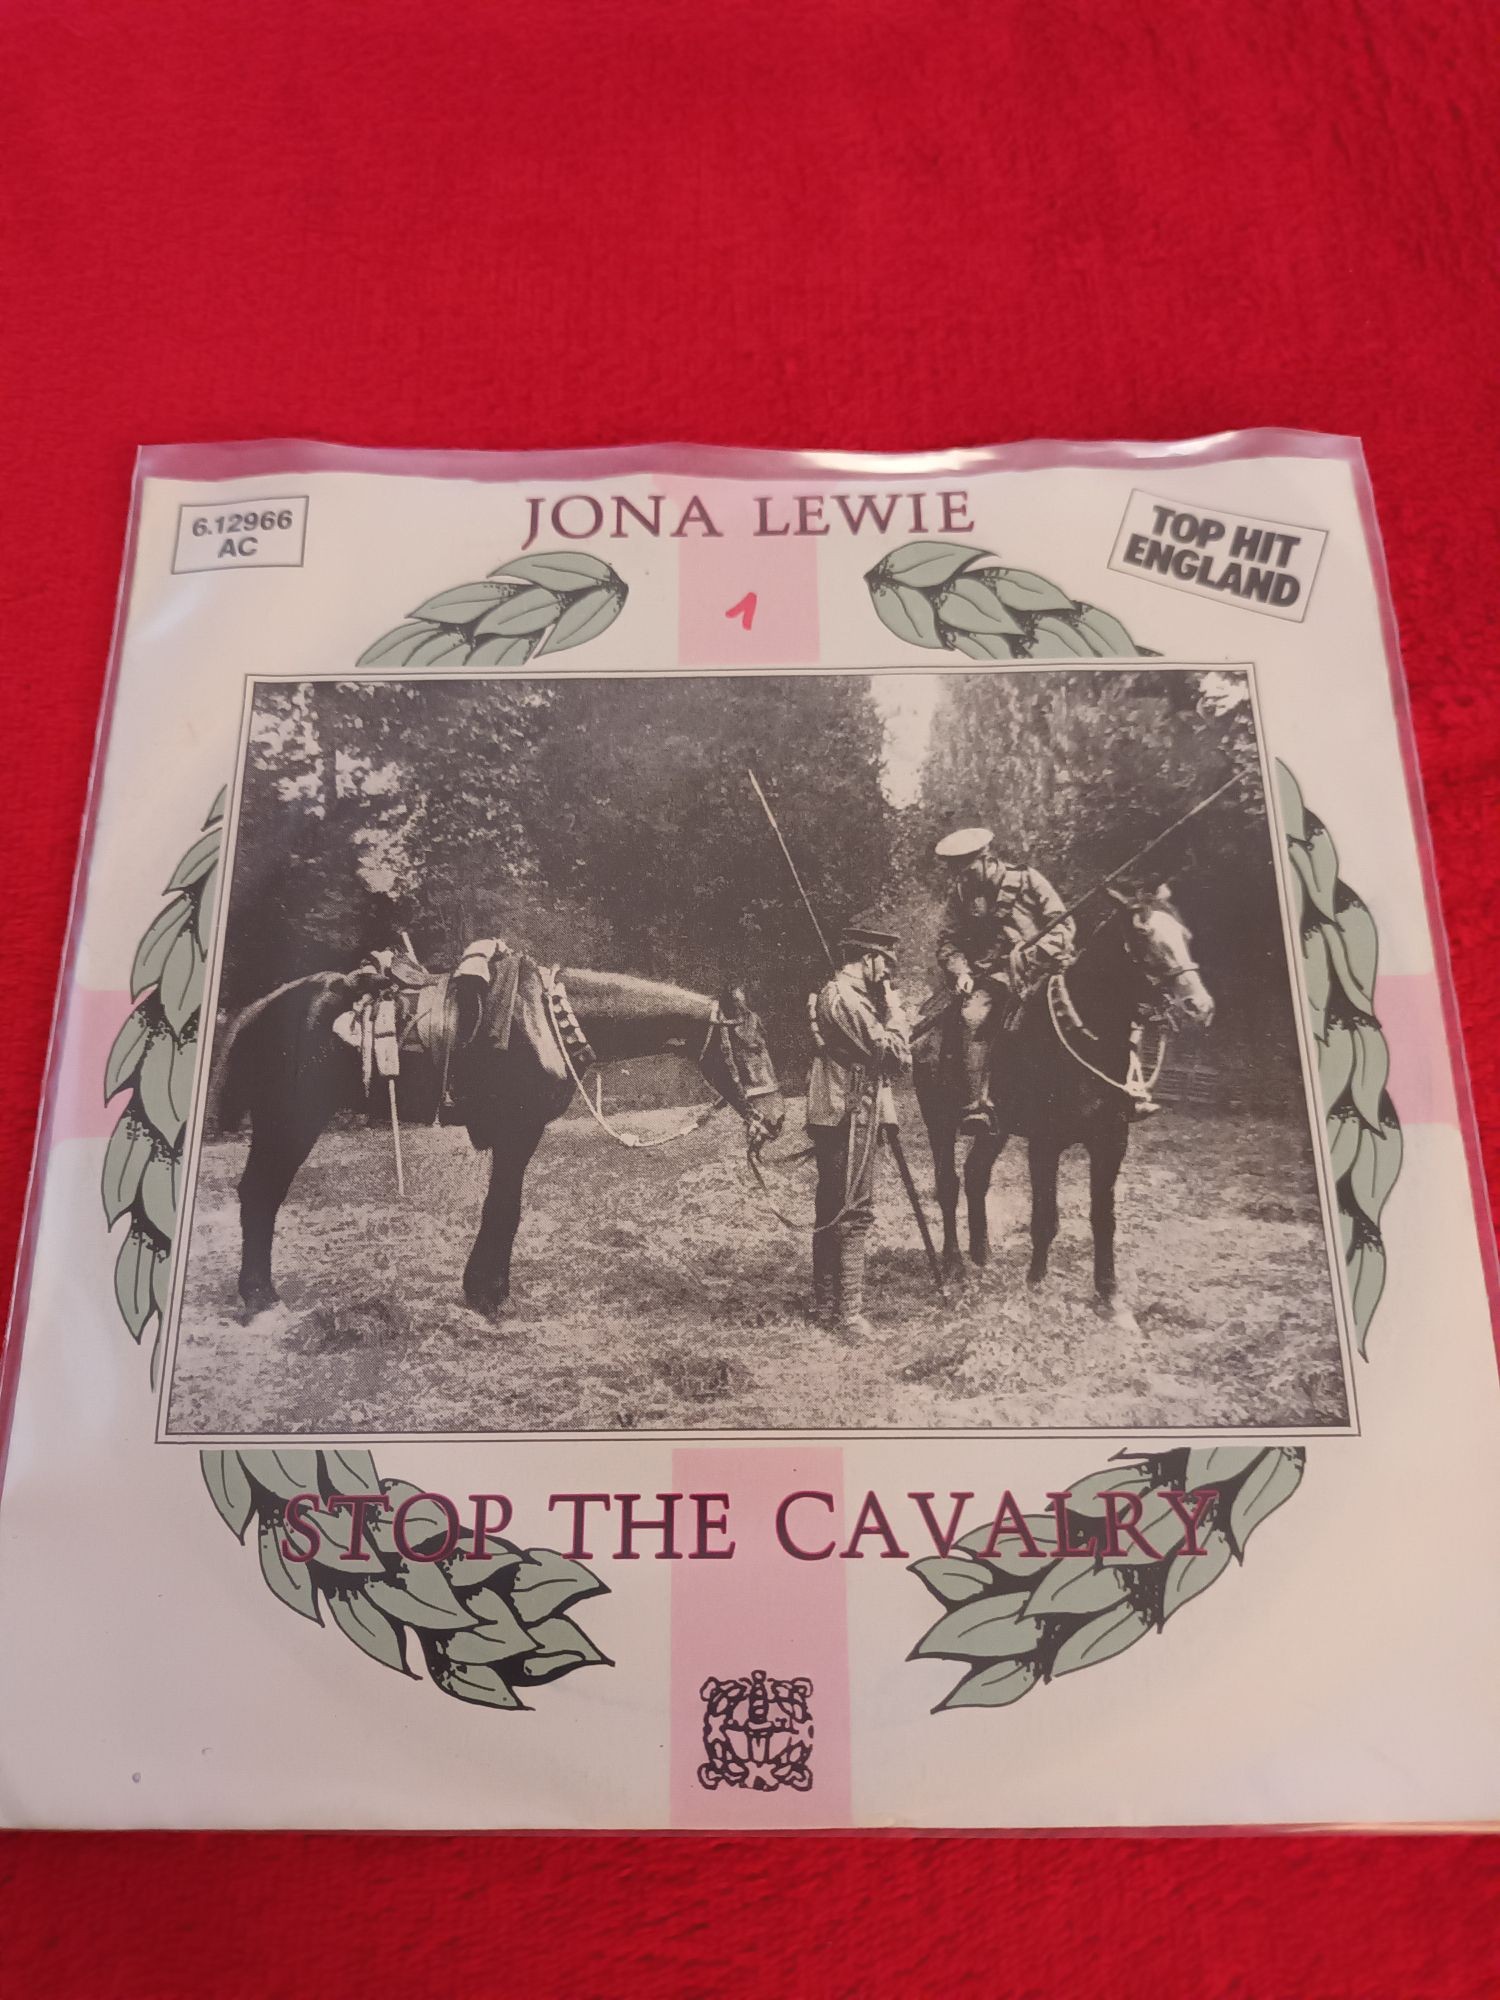 JONA LEWIE
6.12966
AC
TOP HIT
ENGLAND
1
STOP THE CAVALRY